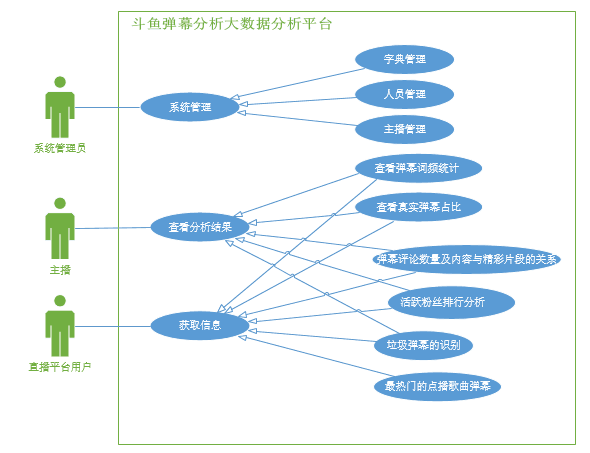 斗鱼弹幕分析大数据分析平台
字典管理
人员管理
系统管理
主播管理
系统管理员
查看弹幕词频统计
查看真实弹幕占比
查看分析结果
弹幕评论数量及内容与精彩片段的关系
主播
活跃粉丝排行分析
获取信息
垃圾弹幕的识别
直播平台用户
最热门的点播歌曲弹幕